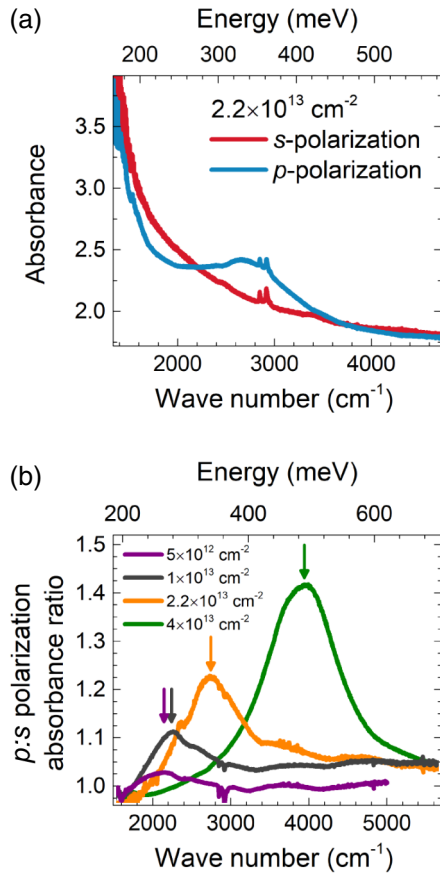 (a)
Energy (meV)
200 300 400 500
2.2×10¹³ cm⁻²
s-polarization
p-polarization
3.5
3.0
2.5
2.0
Absorbance
2000 3000 4000
Wave number (cm⁻¹)
(b)
Energy (meV)
200 400 600
1.5
1.4
1.3
1.2
1.1
1.0
5×10¹² cm⁻²
1×10¹³ cm⁻²
2.2×10¹³ cm⁻²
4×10¹³ cm⁻²
p:s polarization
absorbance ratio
2000 3000 4000 5000
Wave number (cm⁻¹)